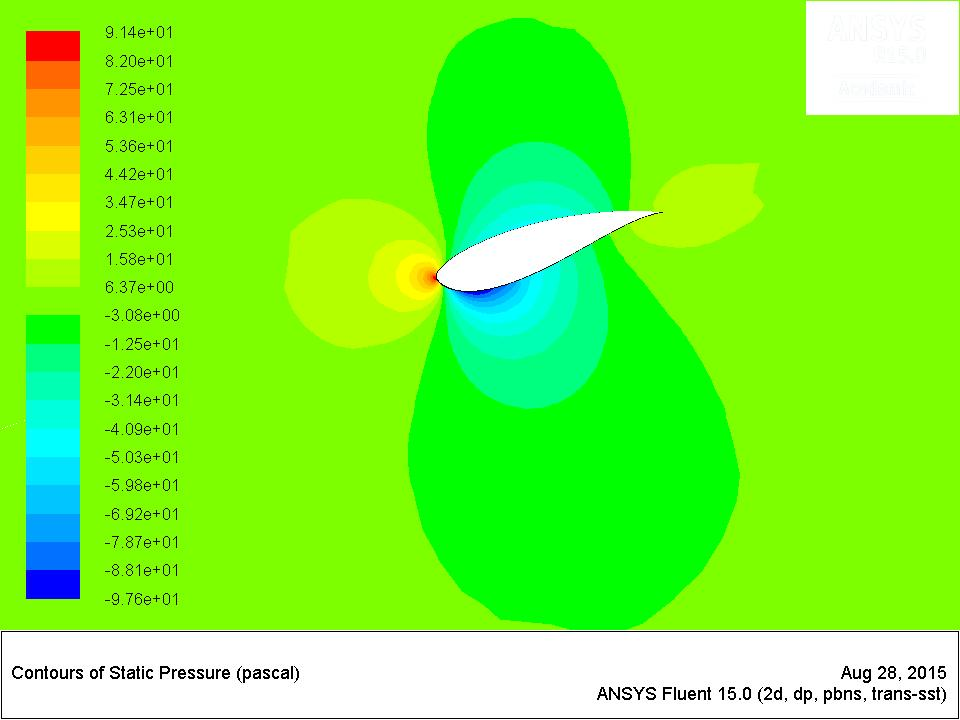 ANSYS
R15.0
Academic
9.14e+01
8.20e+01
7.25e+01
6.31e+01
5.36e+01
4.42e+01
3.47e+01
2.53e+01
1.58e+01
6.37e+00
-3.08e+00
-1.25e+01
-2.20e+01
-3.14e+01
-4.09e+01
-5.03e+01
-5.98e+01
-6.92e+01
-7.87e+01
-8.81e+01
-9.76e+01
Contours of Static Pressure (pascal)
Aug 28, 2015
ANSYS Fluent 15.0 (2d, dp, pbns, trans-sst)